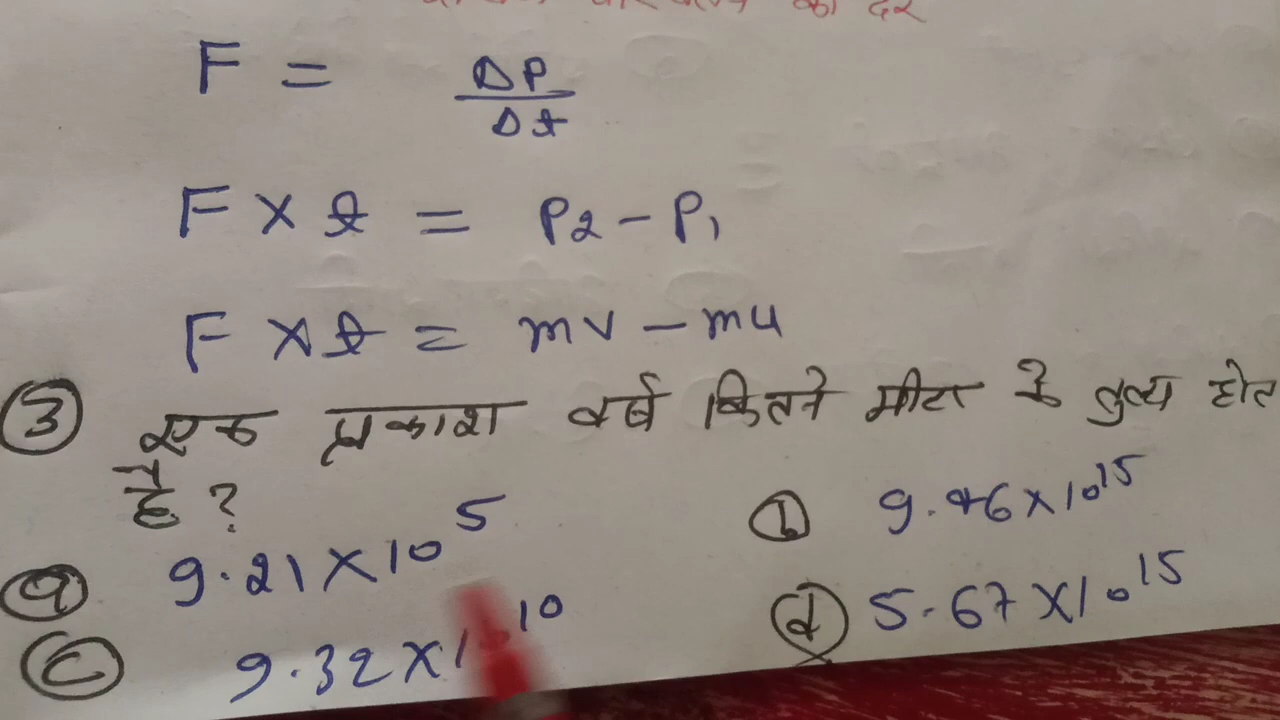 की दर
F = ΔP / Δt
F × t = P2 - P1
F × t = mv - mu
③ एक प्रकाश वर्ष कितने मीटर के तुल्य होत
है ?
ⓐ 9.21 × 10^5 ⓑ 9.46 × 10^15
ⓒ 9.32 × 10^10 ⓓ 5.67 × 10^15